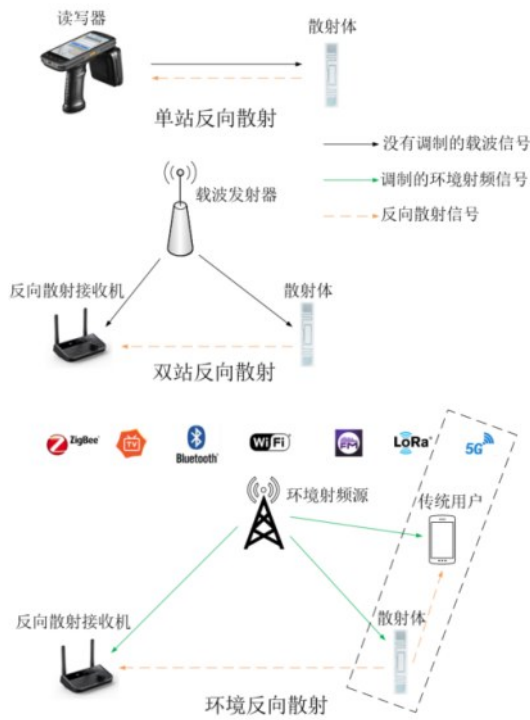 读写器
散射体
单站反向散射
没有调制的载波信号
调制的环境射频信号
反向散射信号
载波发射器
反向散射接收机
散射体
双站反向散射
ZigBee
TV
Bluetooth
WiFi
FM
LoRa
5G
环境射频源
传统用户
反向散射接收机
散射体
环境反向散射